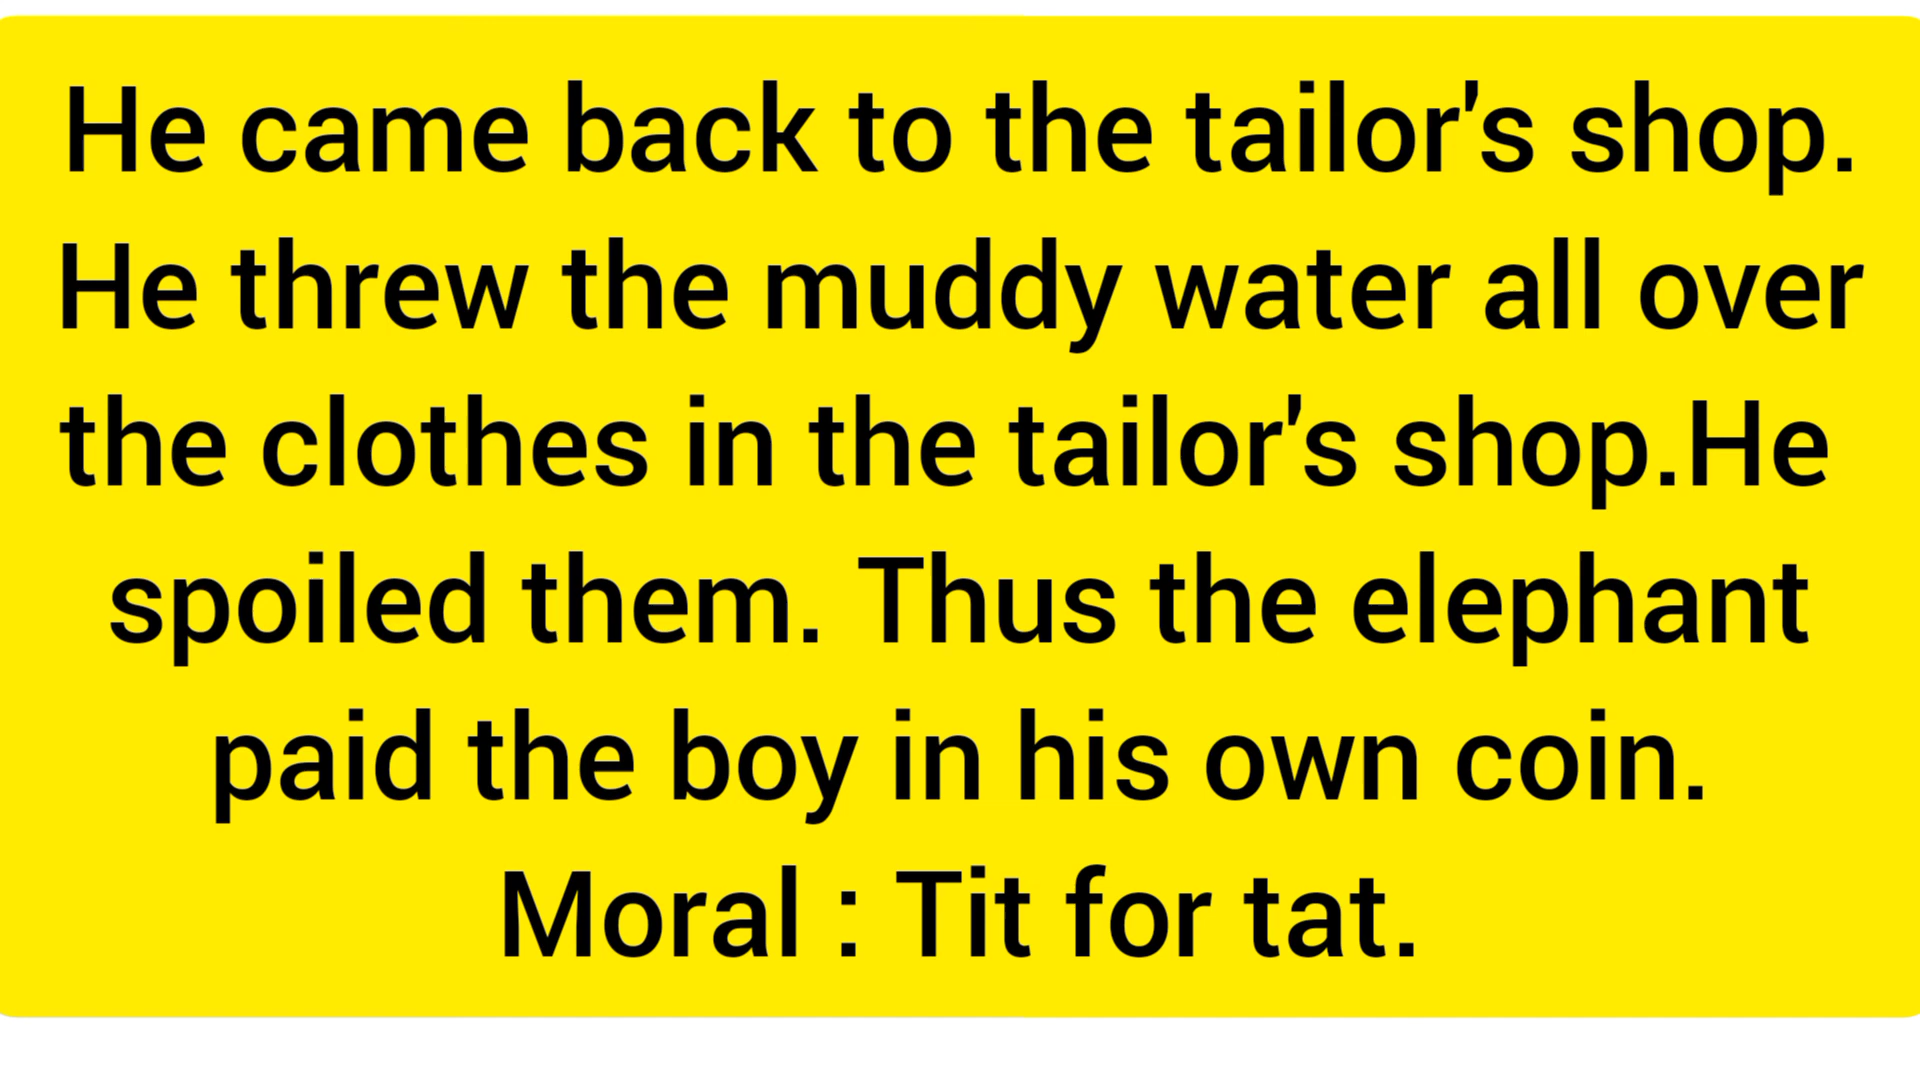 He came back to the tailor's shop.
He threw the muddy water all over
the clothes in the tailor's shop.He
spoiled them. Thus the elephant
paid the boy in his own coin.
Moral : Tit for tat.